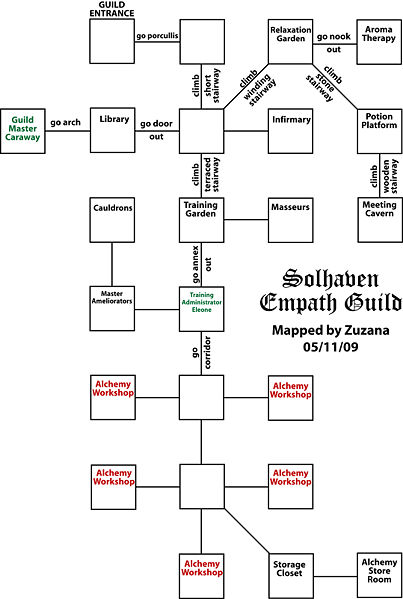 GUILD
ENTRANCE
go porcullis
climb
short
stairway
Relaxation
Garden
go nook
out
Aroma
Therapy
climb
winding
stairway
climb
stone
stairway
Guild
Master
Caraway
go arch
Library
go door
out
Infirmary
Potion
Platform
climb
terraced
stairway
climb
wooden
stairway
Cauldrons
Training
Garden
Masseurs
Meeting
Cavern
go annex
out
Master
Ameliorators
Training
Administrator
Eleone
Solhaven
Empath Guild
Mapped by Zuzana
05/11/09
go
corridor
Alchemy
Workshop
Alchemy
Workshop
Alchemy
Workshop
Alchemy
Workshop
Alchemy
Workshop
Storage
Closet
Alchemy
Store
Room